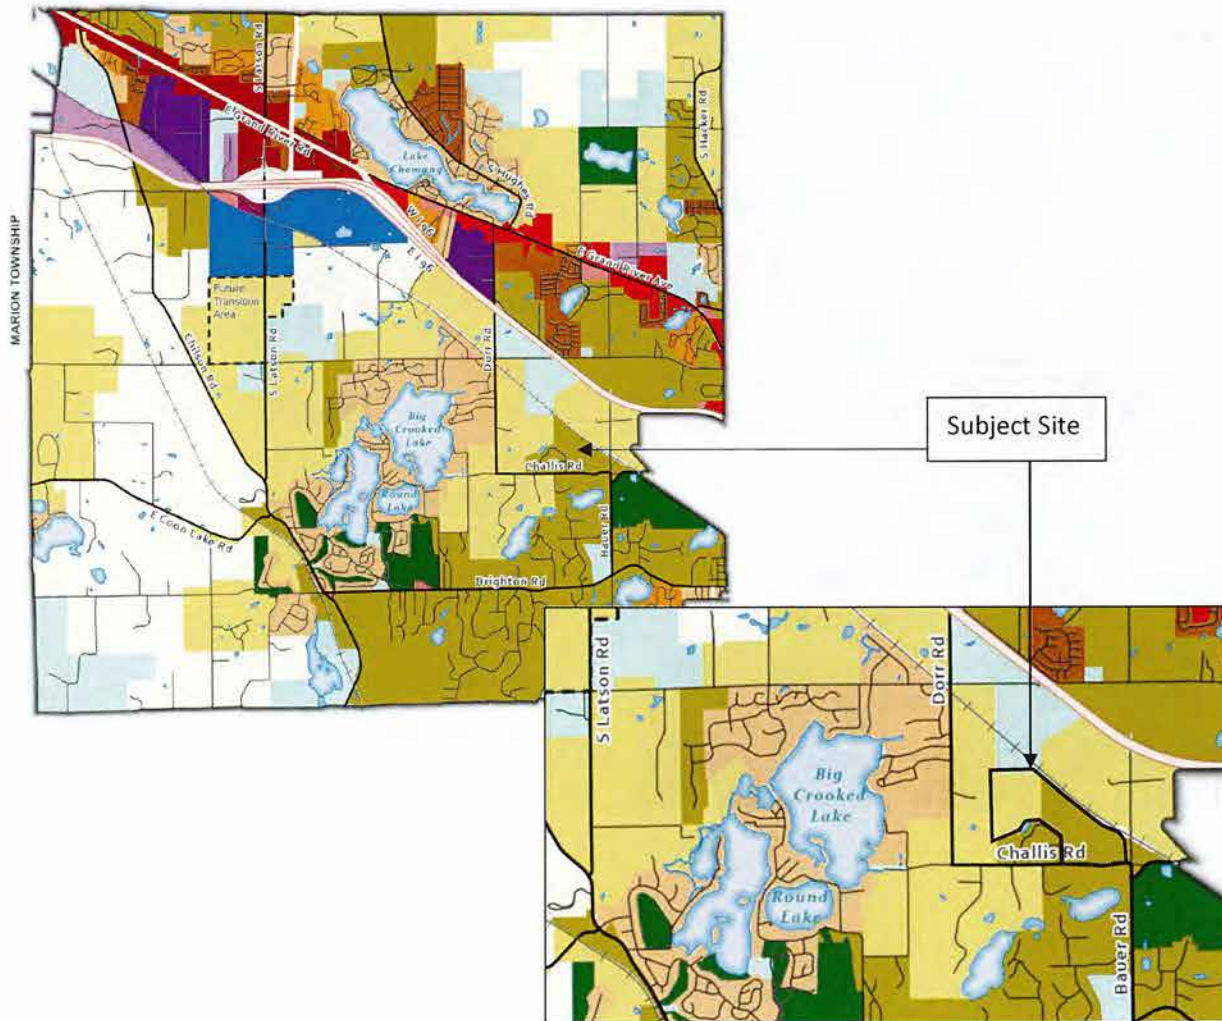 S Latson Rd
E Grand River Rd
Lake
Chemung
S Hughes Rd
S Hacker Rd
W I 96
E I 96
E Grand River Ave
MARION TOWNSHIP
Future
Transition
Area
Chilson Rd
S Latson Rd
Dorr Rd
Big
Crooked
Lake
Challis Rd
Subject Site
Round
Lake
E Coon Lake Rd
Bauer Rd
Brighton Rd
S Latson Rd
Dorr Rd
Big
Crooked
Lake
Challis Rd
Round
Lake
Bauer Rd